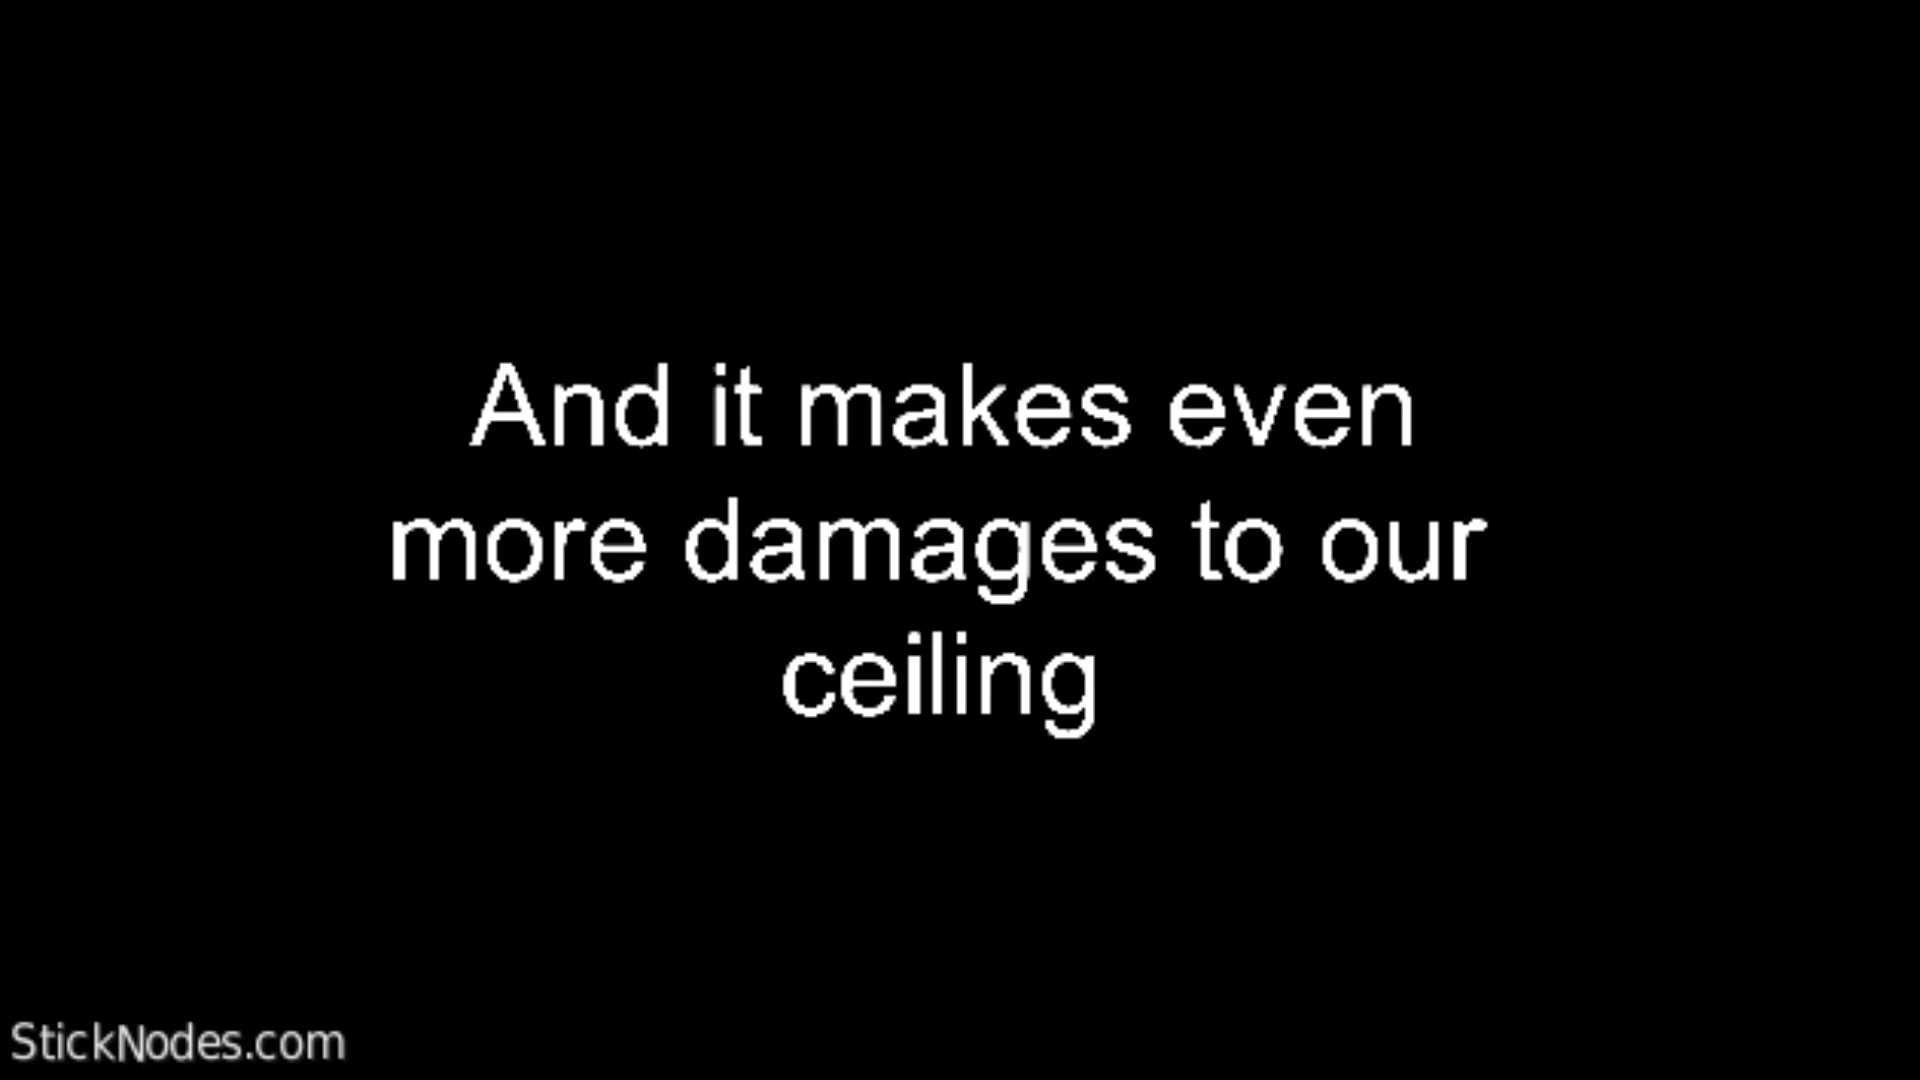 And it makes even
more damages to our
ceiling
StickNodes.com